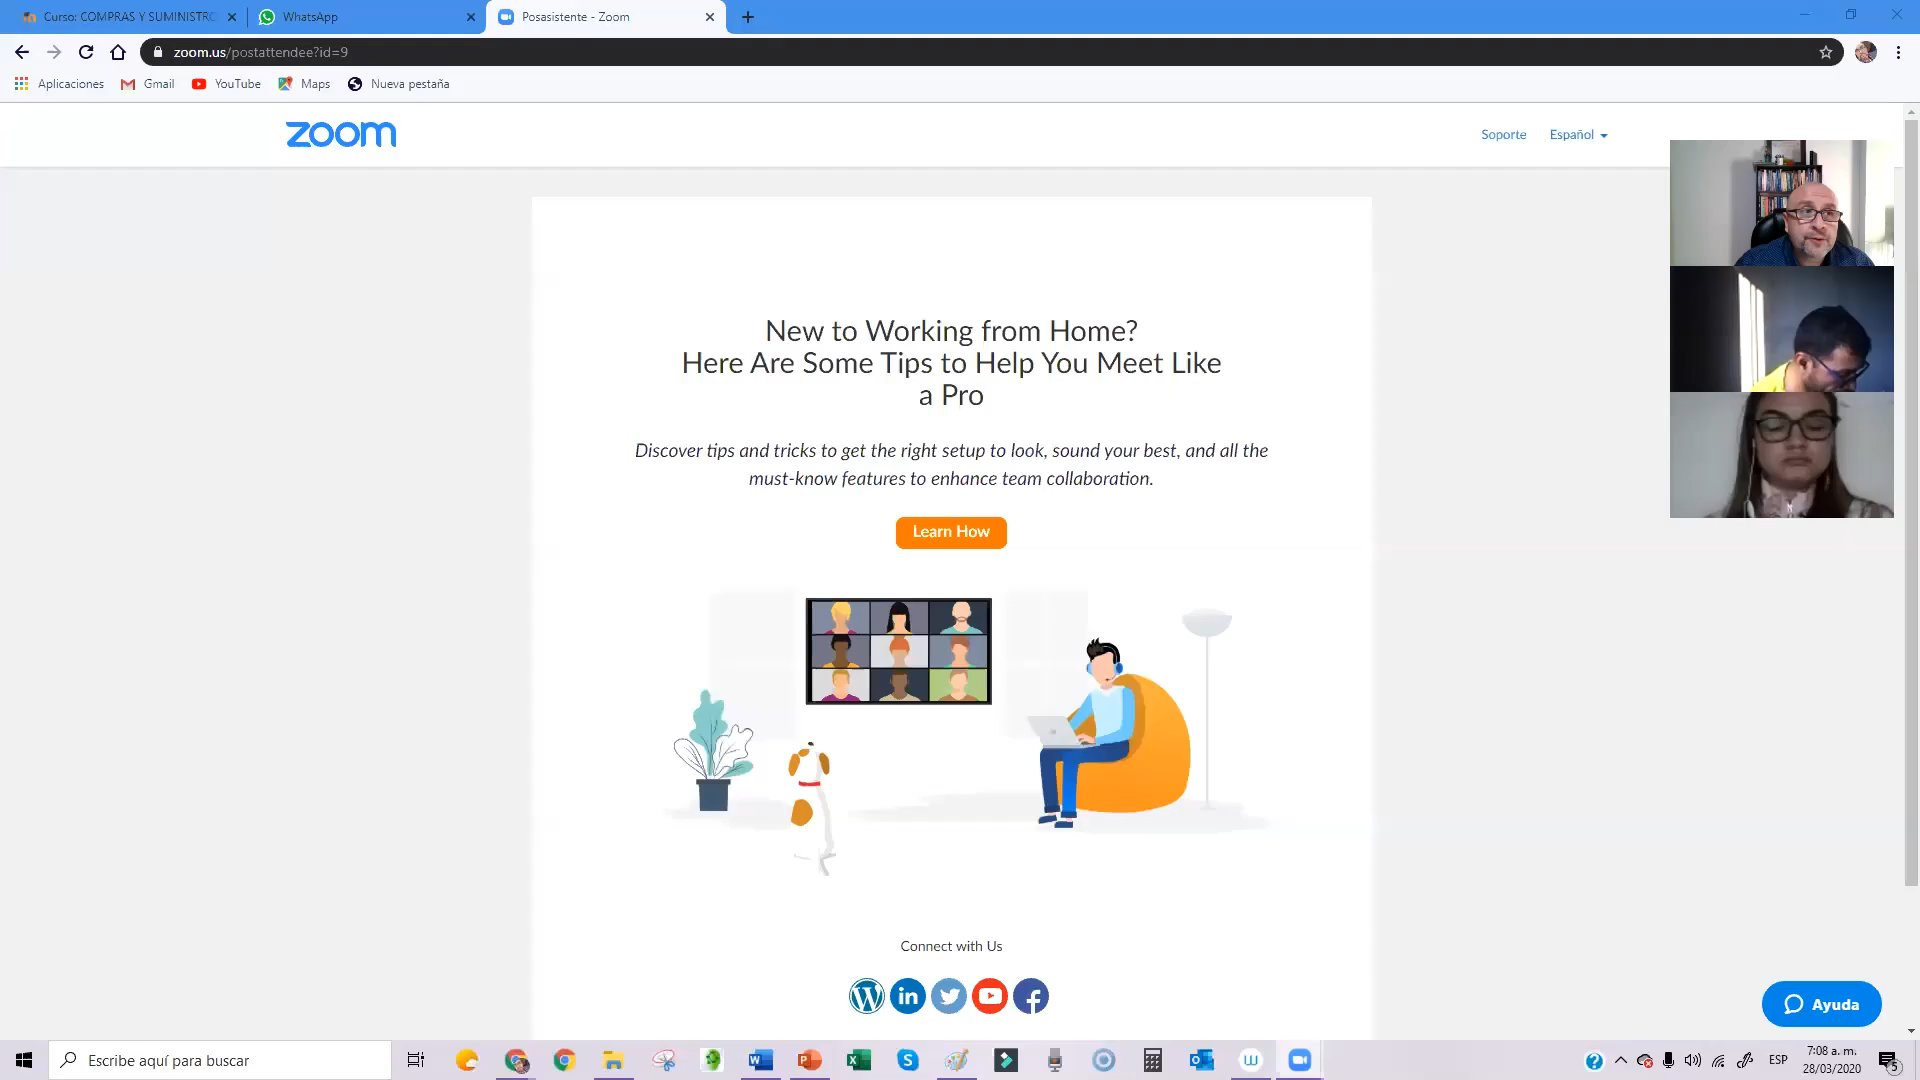 Curso: COMPRAS Y SUMINISTRO
WhatsApp
Posasistente - Zoom
zoom.us/postattendee?id=9
Aplicaciones
Gmail
YouTube
Maps
Nueva pestaña
zoom
Soporte
Español
New to Working from Home?
Here Are Some Tips to Help You Meet Like
a Pro
Discover tips and tricks to get the right setup to look, sound your best, and all the
must-know features to enhance team collaboration.
Learn How
Connect with Us
Ayuda
Escribe aquí para buscar
ESP
7:08 a. m.
28/03/2020
5